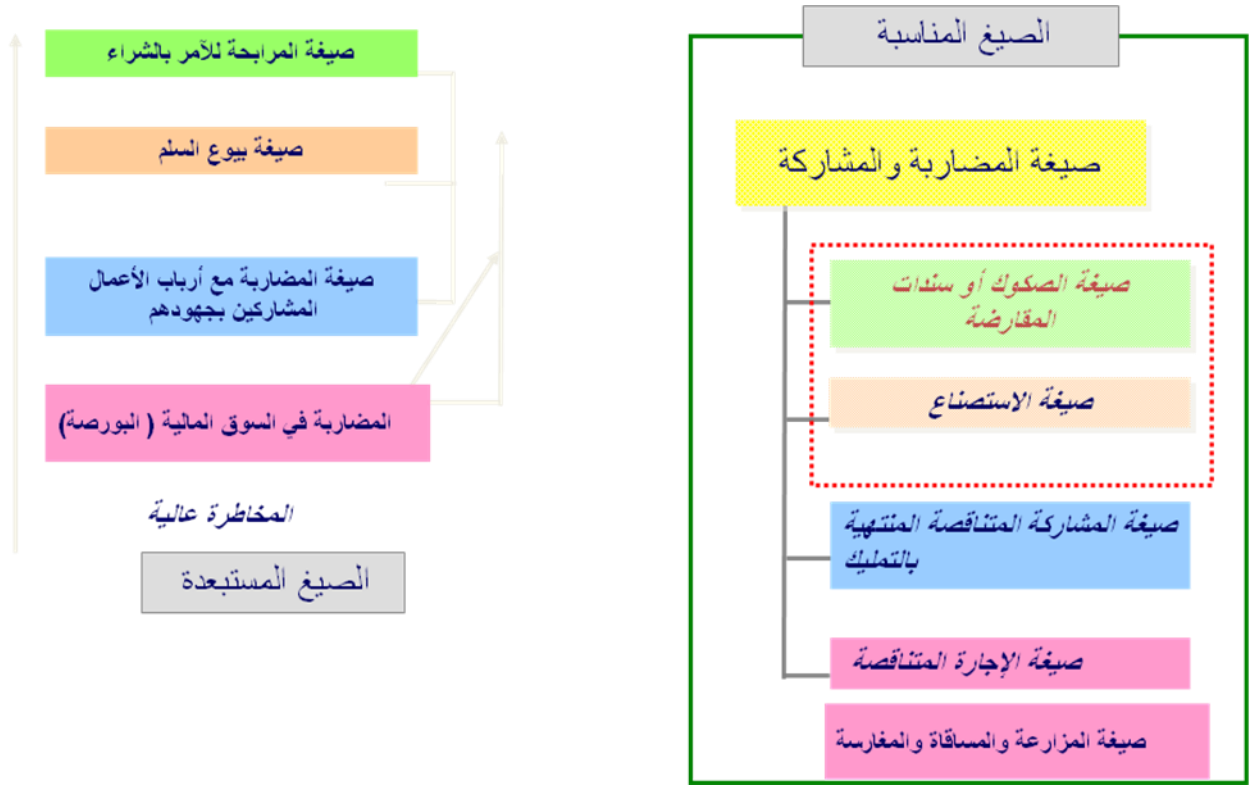 الصيغ المناسبة
صيغة المضاربة والمشاركة
صيغة الصكوك أو سندات
المقارضة
صيغة الاستصناع
صيغة المشاركة المتناقصة المنتهية
بالتمليك
صيغة الإجارة المتناقصة
صيغة المزارعة والمساقاة والمغارسة
صيغة المرابحة للآمر بالشراء
صيغة بيوع السلم
صيغة المضاربة مع أرباب الأعمال
المشاركين بجهودهم
المضاربة في السوق المالية ( البورصة)
المخاطرة عالية
الصيغ المستبعدة